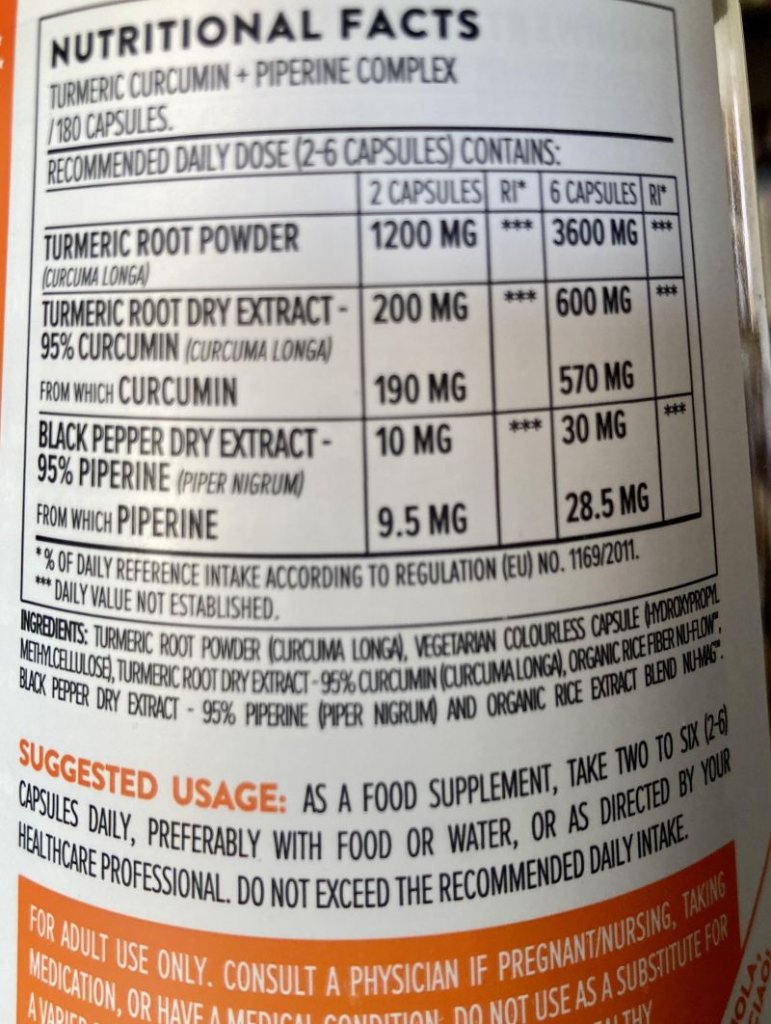 NUTRITIONAL FACTS
TURMERIC CURCUMIN + PIPERINE COMPLEX
/ 180 CAPSULES.
RECOMMENDED DAILY DOSE (2-6 CAPSULES) CONTAINS:
2 CAPSULES RI* 6 CAPSULES RI*
TURMERIC ROOT POWDER 1200 MG *** 3600 MG ***
(CURCUMA LONGA)
TURMERIC ROOT DRY EXTRACT - 200 MG *** 600 MG ***
95% CURCUMIN (CURCUMA LONGA)
FROM WHICH CURCUMIN 190 MG 570 MG
BLACK PEPPER DRY EXTRACT - 10 MG *** 30 MG ***
95% PIPERINE (PIPER NIGRUM)
FROM WHICH PIPERINE 9.5 MG 28.5 MG
* % OF DAILY REFERENCE INTAKE ACCORDING TO REGULATION (EU) NO. 1169/2011.
*** DAILY VALUE NOT ESTABLISHED.
INGREDIENTS: TURMERIC ROOT POWDER (CURCUMA LONGA), VEGETARIAN COLOURLESS CAPSULE (HYDROXYPROPYL
METHYLCELLULOSE), TURMERIC ROOT DRY EXTRACT - 95% CURCUMIN (CURCUMA LONGA), ORGANIC RICE FIBER NU-FLOW®,
BLACK PEPPER DRY EXTRACT - 95% PIPERINE (PIPER NIGRUM) AND ORGANIC RICE EXTRACT BLEND NU-MAG™.
SUGGESTED USAGE: AS A FOOD SUPPLEMENT, TAKE TWO TO SIX (2-6)
CAPSULES DAILY, PREFERABLY WITH FOOD OR WATER, OR AS DIRECTED BY YOUR
HEALTHCARE PROFESSIONAL. DO NOT EXCEED THE RECOMMENDED DAILY INTAKE.
FOR ADULT USE ONLY. CONSULT A PHYSICIAN IF PREGNANT/NURSING, TAKING
MEDICATION, OR HAVE A MEDICAL CONDITION. DO NOT USE AS A SUBSTITUTE FOR
A